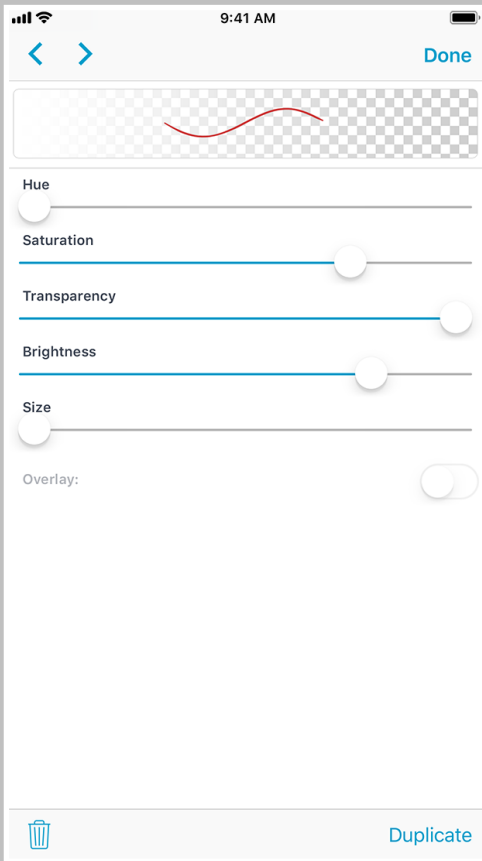 9:41 AM
Done
Hue
Saturation
Transparency
Brightness
Size
Overlay:
Duplicate